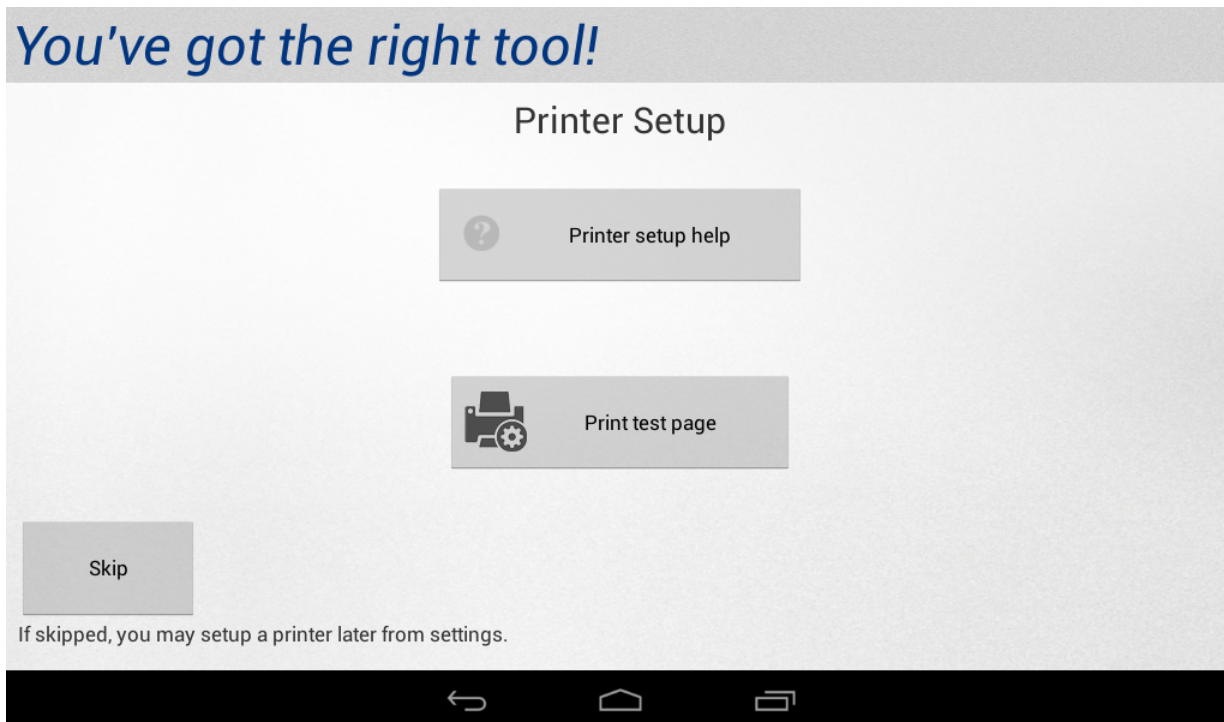 You've got the right tool!
Printer Setup
Printer setup help
Print test page
Skip
If skipped, you may setup a printer later from settings.